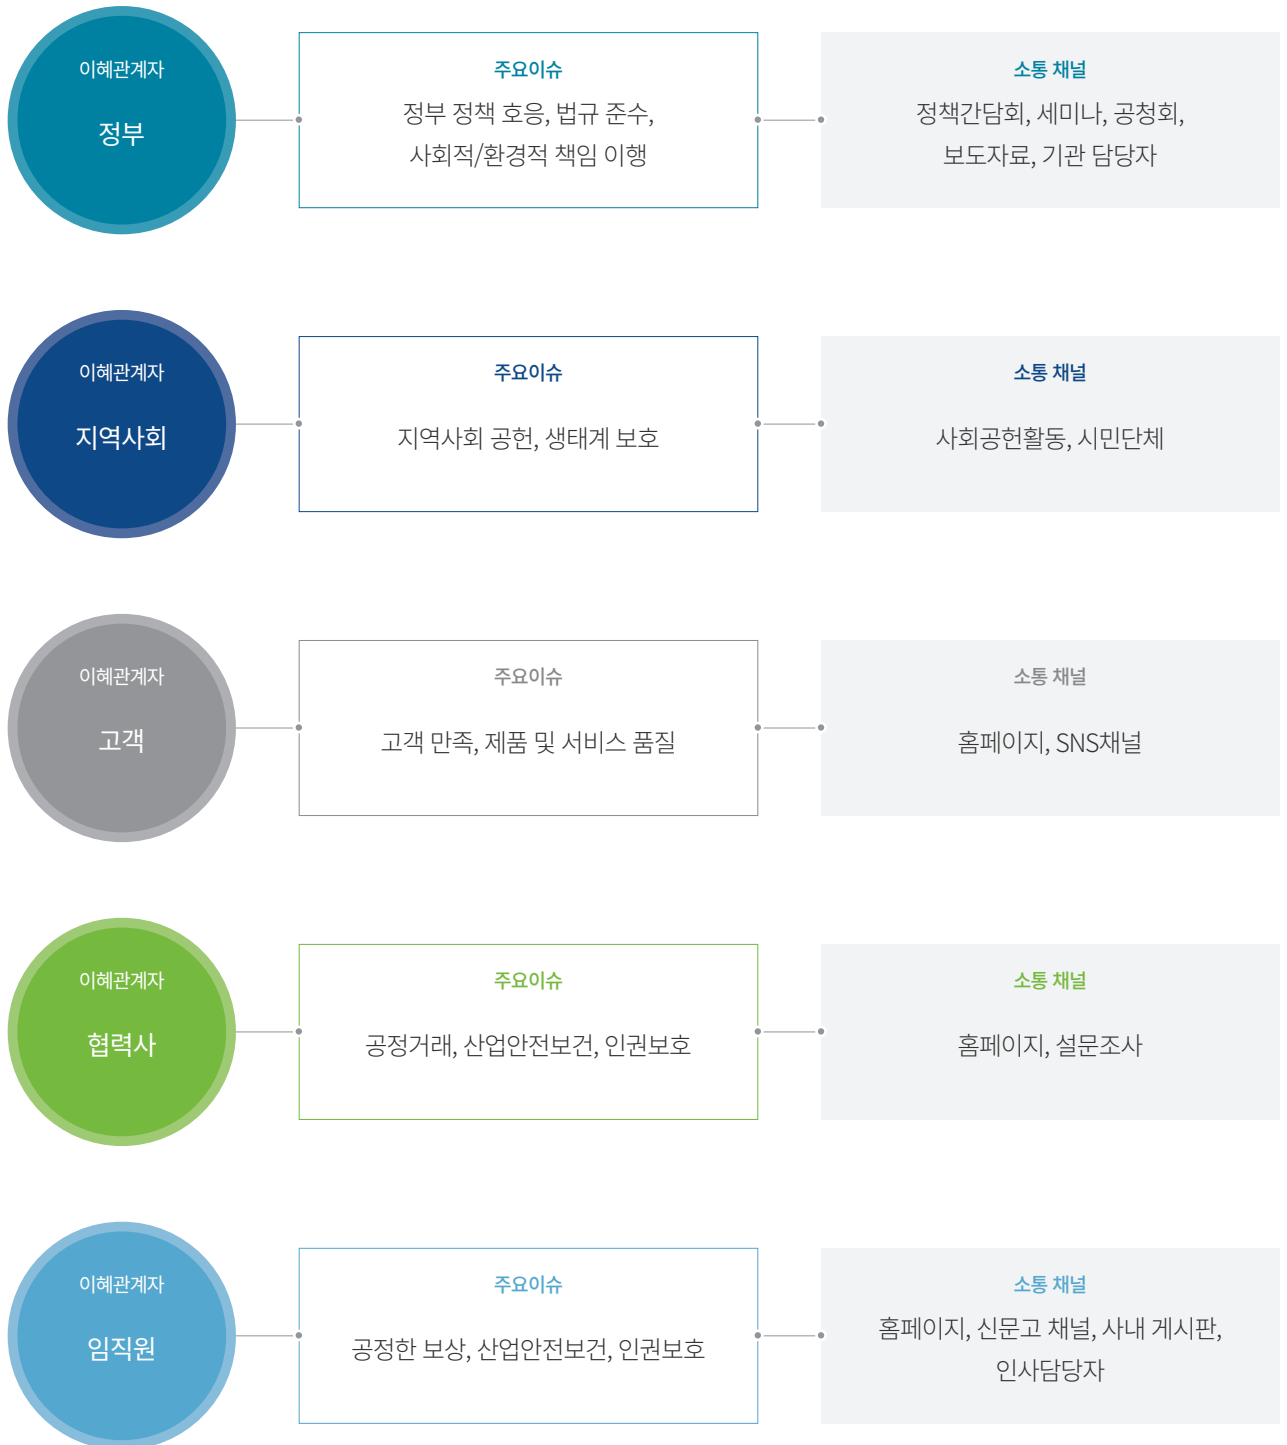 이해관계자
정부
주요이슈
정부 정책 호응, 법규 준수,
사회적/환경적 책임 이행
소통 채널
정책간담회, 세미나, 공청회,
보도자료, 기관 담당자
이해관계자
지역사회
주요이슈
지역사회 공헌, 생태계 보호
소통 채널
사회공헌활동, 시민단체
이해관계자
고객
주요이슈
고객 만족, 제품 및 서비스 품질
소통 채널
홈페이지, SNS채널
이해관계자
협력사
주요이슈
공정거래, 산업안전보건, 인권보호
소통 채널
홈페이지, 설문조사
이해관계자
임직원
주요이슈
공정한 보상, 산업안전보건, 인권보호
소통 채널
홈페이지, 신문고 채널, 사내 게시판,
인사담당자